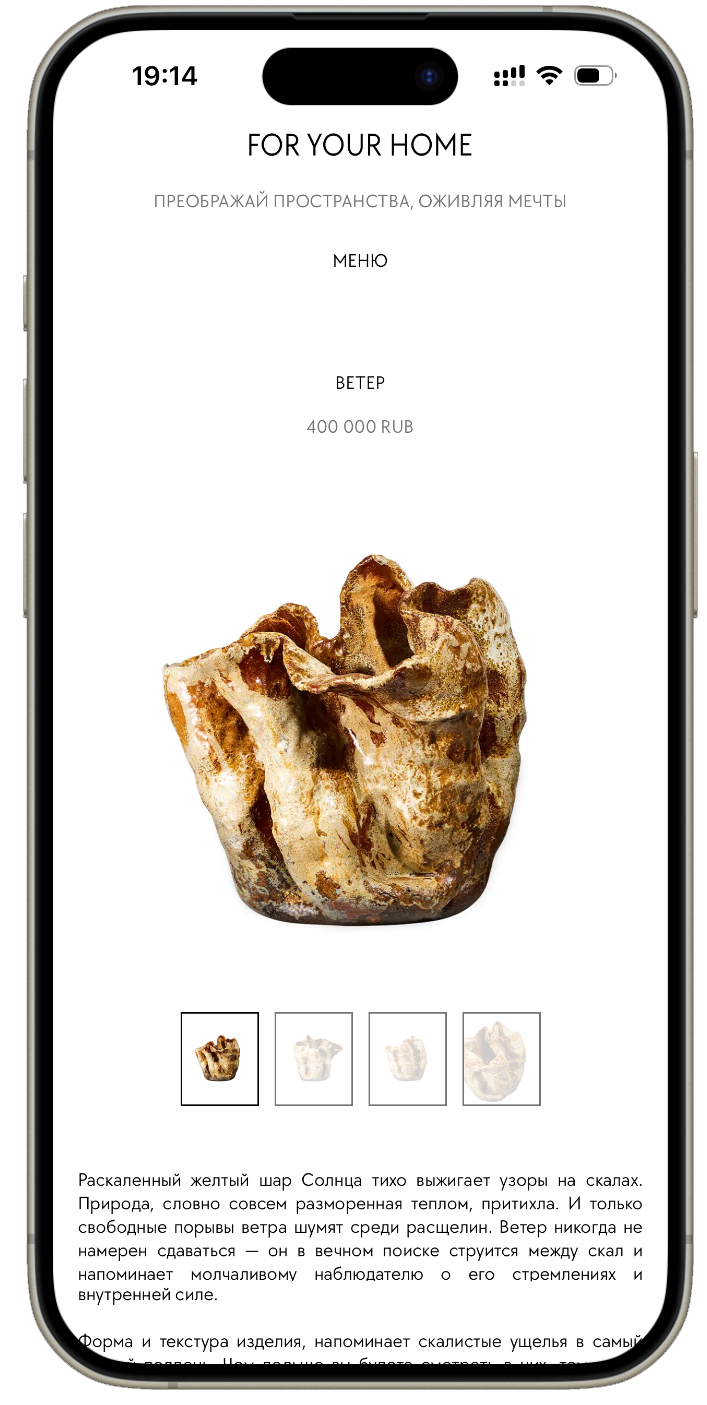 19:14
FOR YOUR HOME
ПРЕОБРАЖАЙ ПРОСТРАНСТВА, ОЖИВЛЯЯ МЕЧТЫ
МЕНЮ
ВЕТЕР
400 000 RUB
Раскаленный желтый шар Солнца тихо выжигает узоры на скалах.
Природа, словно совсем разморенная теплом, притихла. И только
свободные порывы ветра шумят среди расщелин. Ветер никогда не
намерен сдаваться — он в вечном поиске струится между скал и
напоминает молчаливому наблюдателю о его стремлениях и
внутренней силе.
Форма и текстура изделия, напоминает скалистые ущелья в самый